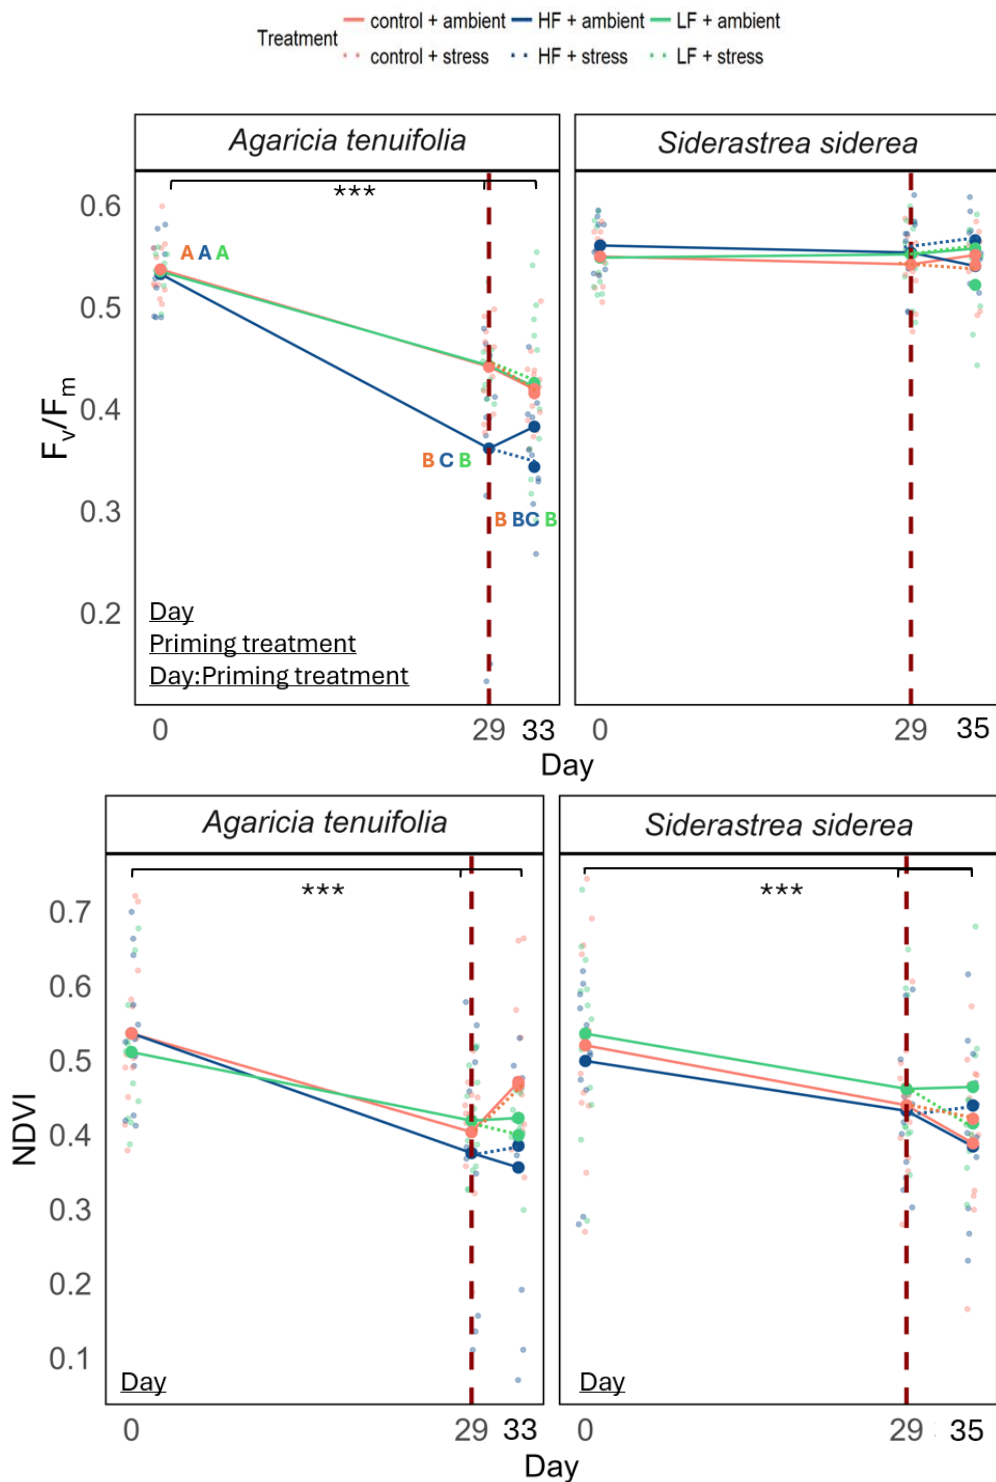 Treatment
control + ambient HF + ambient LF + ambient
control + stress HF + stress LF + stress
Agaricia tenuifolia Siderastrea siderea
***
0.6
A A A
0.5
0.4
B C B
0.3
B BC B
0.2
Fv/Fm
Day
Priming treatment
Day:Priming treatment
0 29 33 0 29 35
Day
Agaricia tenuifolia Siderastrea siderea
*** ***
0.7
0.6
0.5
0.4
0.3
0.2
0.1
NDVI
Day Day
0 29 33 0 29 35
Day